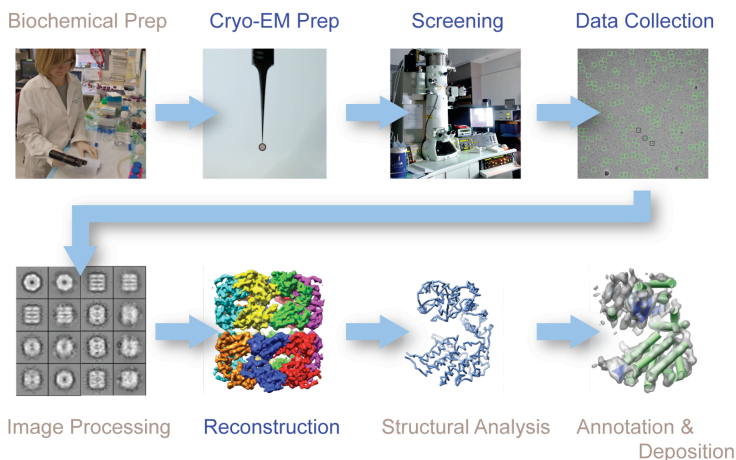 Biochemical Prep
Cryo-EM Prep
Screening
Data Collection
Image Processing
Reconstruction
Structural Analysis
Annotation &
Deposition